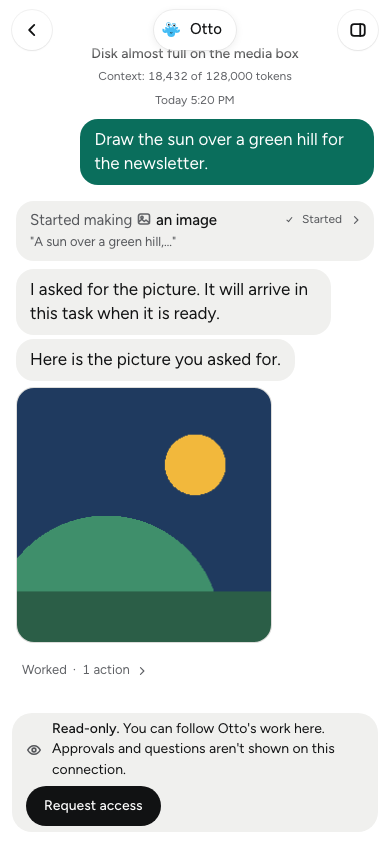 Otto
Disk almost full on the media box
Context: 18,432 of 128,000 tokens
Today 5:20 PM
Draw the sun over a green hill for
the newsletter.
Started making an image
Started
"A sun over a green hill,..."
I asked for the picture. It will arrive in
this task when it is ready.
Here is the picture you asked for.
Worked · 1 action
Read-only. You can follow Otto's work here.
Approvals and questions aren't shown on this
connection.
Request access